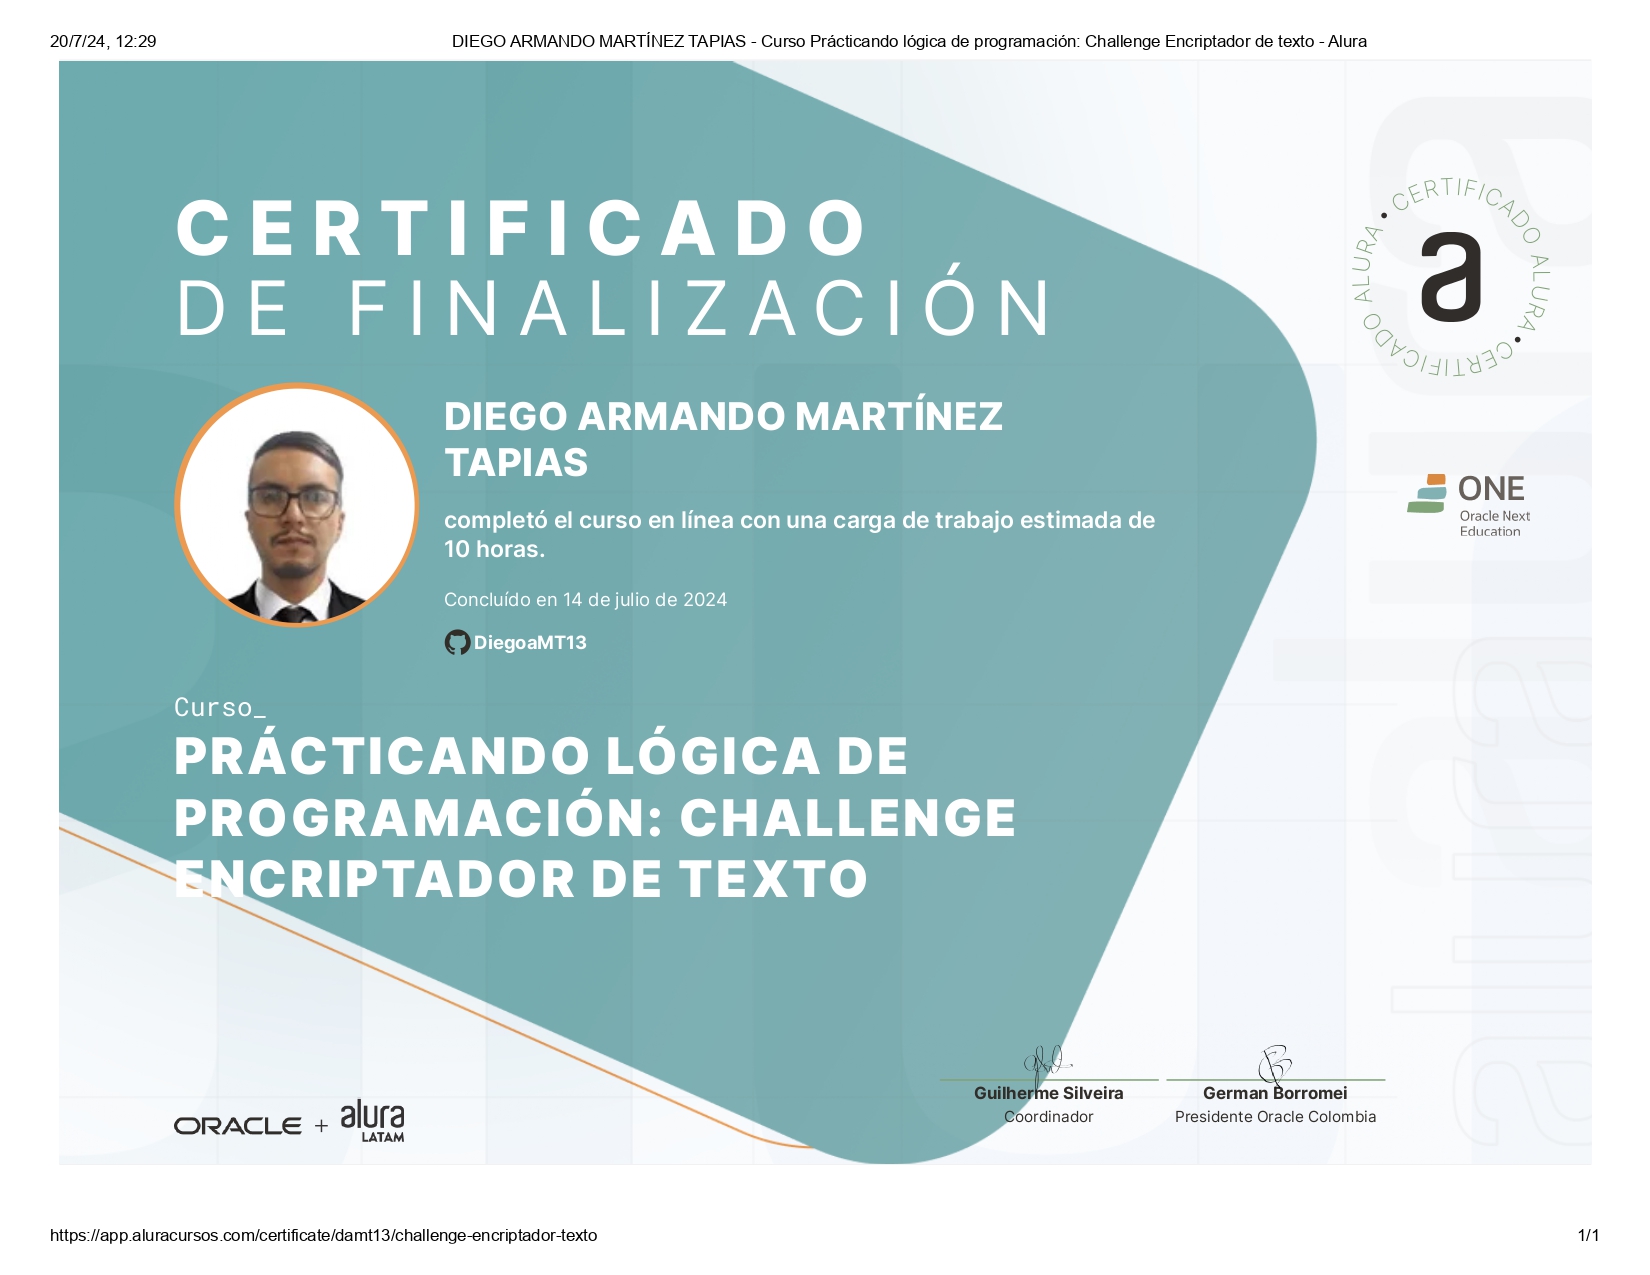 20/7/24, 12:29
DIEGO ARMANDO MARTÍNEZ TAPIAS - Curso Prácticando lógica de programación: Challenge Encriptador de texto - Alura
CERTIFICADO
DE FINALIZACIÓN
• CERTIFICADO ALURA • CERTIFICADO ALURA
a
DIEGO ARMANDO MARTÍNEZ
TAPIAS
completó el curso en línea con una carga de trabajo estimada de
10 horas.
Concluído en 14 de julio de 2024
DiegoaMT13
ONE
Oracle Next
Education
Curso_
PRÁCTICANDO LÓGICA DE
PROGRAMACIÓN: CHALLENGE
ENCRIPTADOR DE TEXTO
alura
Guilherme Silveira
Coordinador
German Borromei
Presidente Oracle Colombia
ORACLE + alura
LATAM
https://app.aluracursos.com/certificate/damt13/challenge-encriptador-texto
1/1